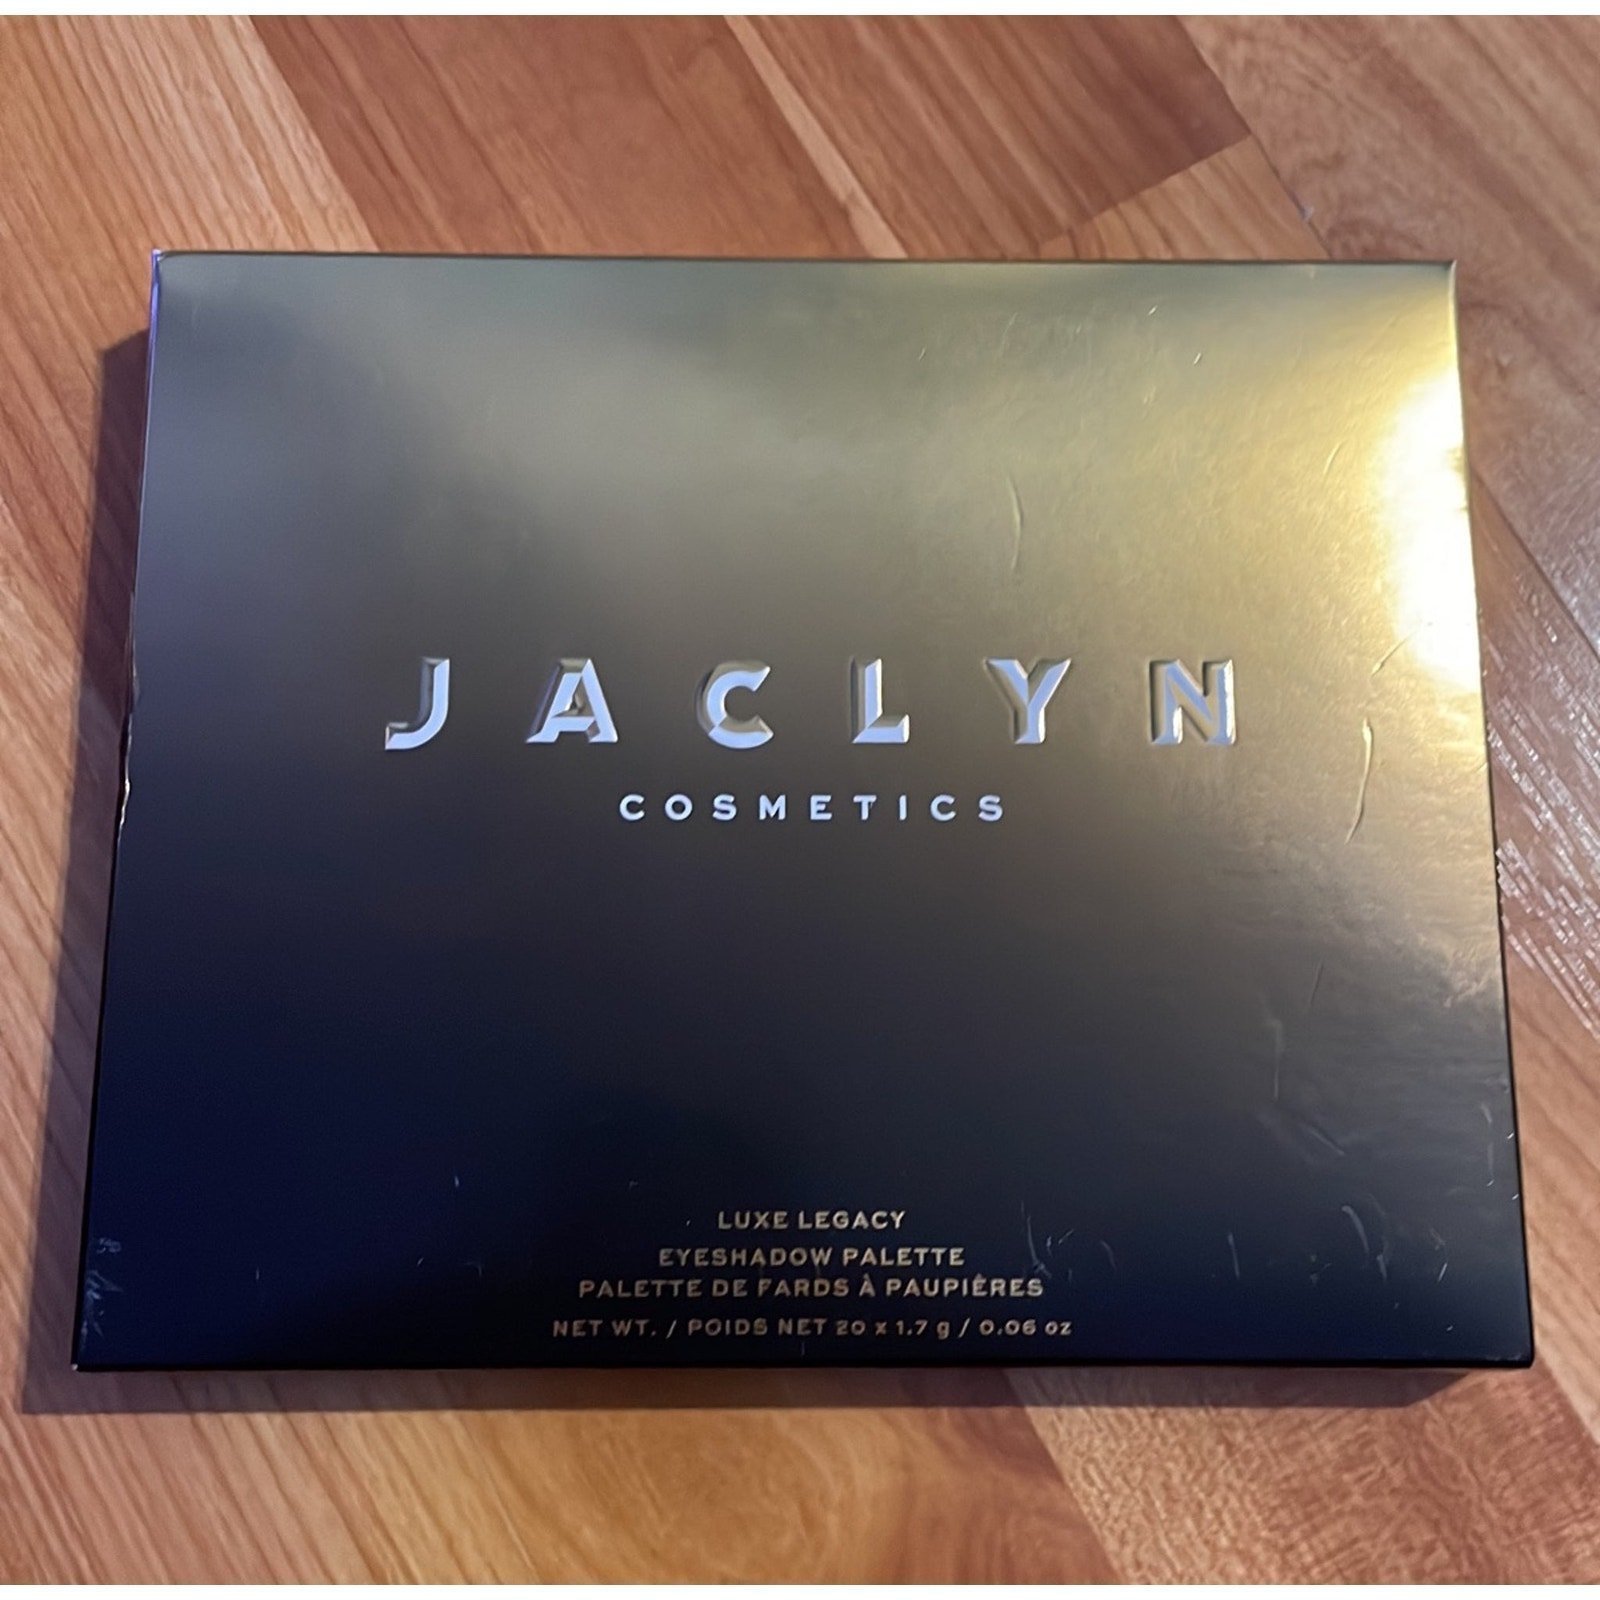 JACLYN
COSMETICS
LUXE LEGACY
EYESHADOW PALETTE
PALETTE DE FARDS À PAUPIÈRES
NET WT. / POIDS NET 20 x 1.7 g / 0.06 oz